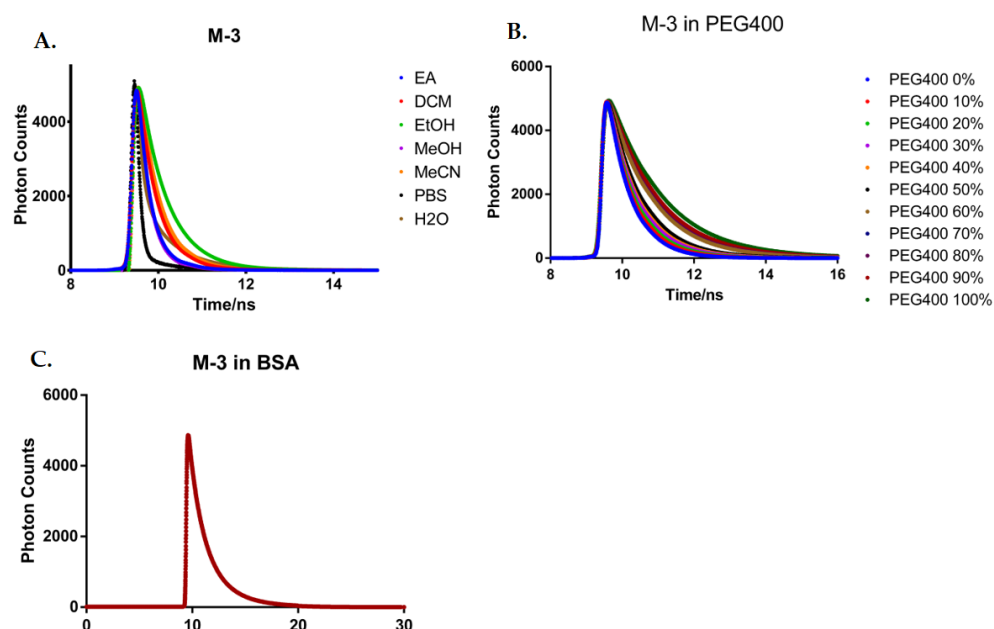 A.
M-3
Photon Counts
4000
2000
0
8
10
12
14
Time/ns
EA
DCM
EtOH
MeOH
MeCN
PBS
H2O
B.
M-3 in PEG400
Photon Counts
6000
4000
2000
0
8
10
12
14
16
Time/ns
PEG400 0%
PEG400 10%
PEG400 20%
PEG400 30%
PEG400 40%
PEG400 50%
PEG400 60%
PEG400 70%
PEG400 80%
PEG400 90%
PEG400 100%
C.
M-3 in BSA
Photon Counts
6000
4000
2000
0
0
10
20
30